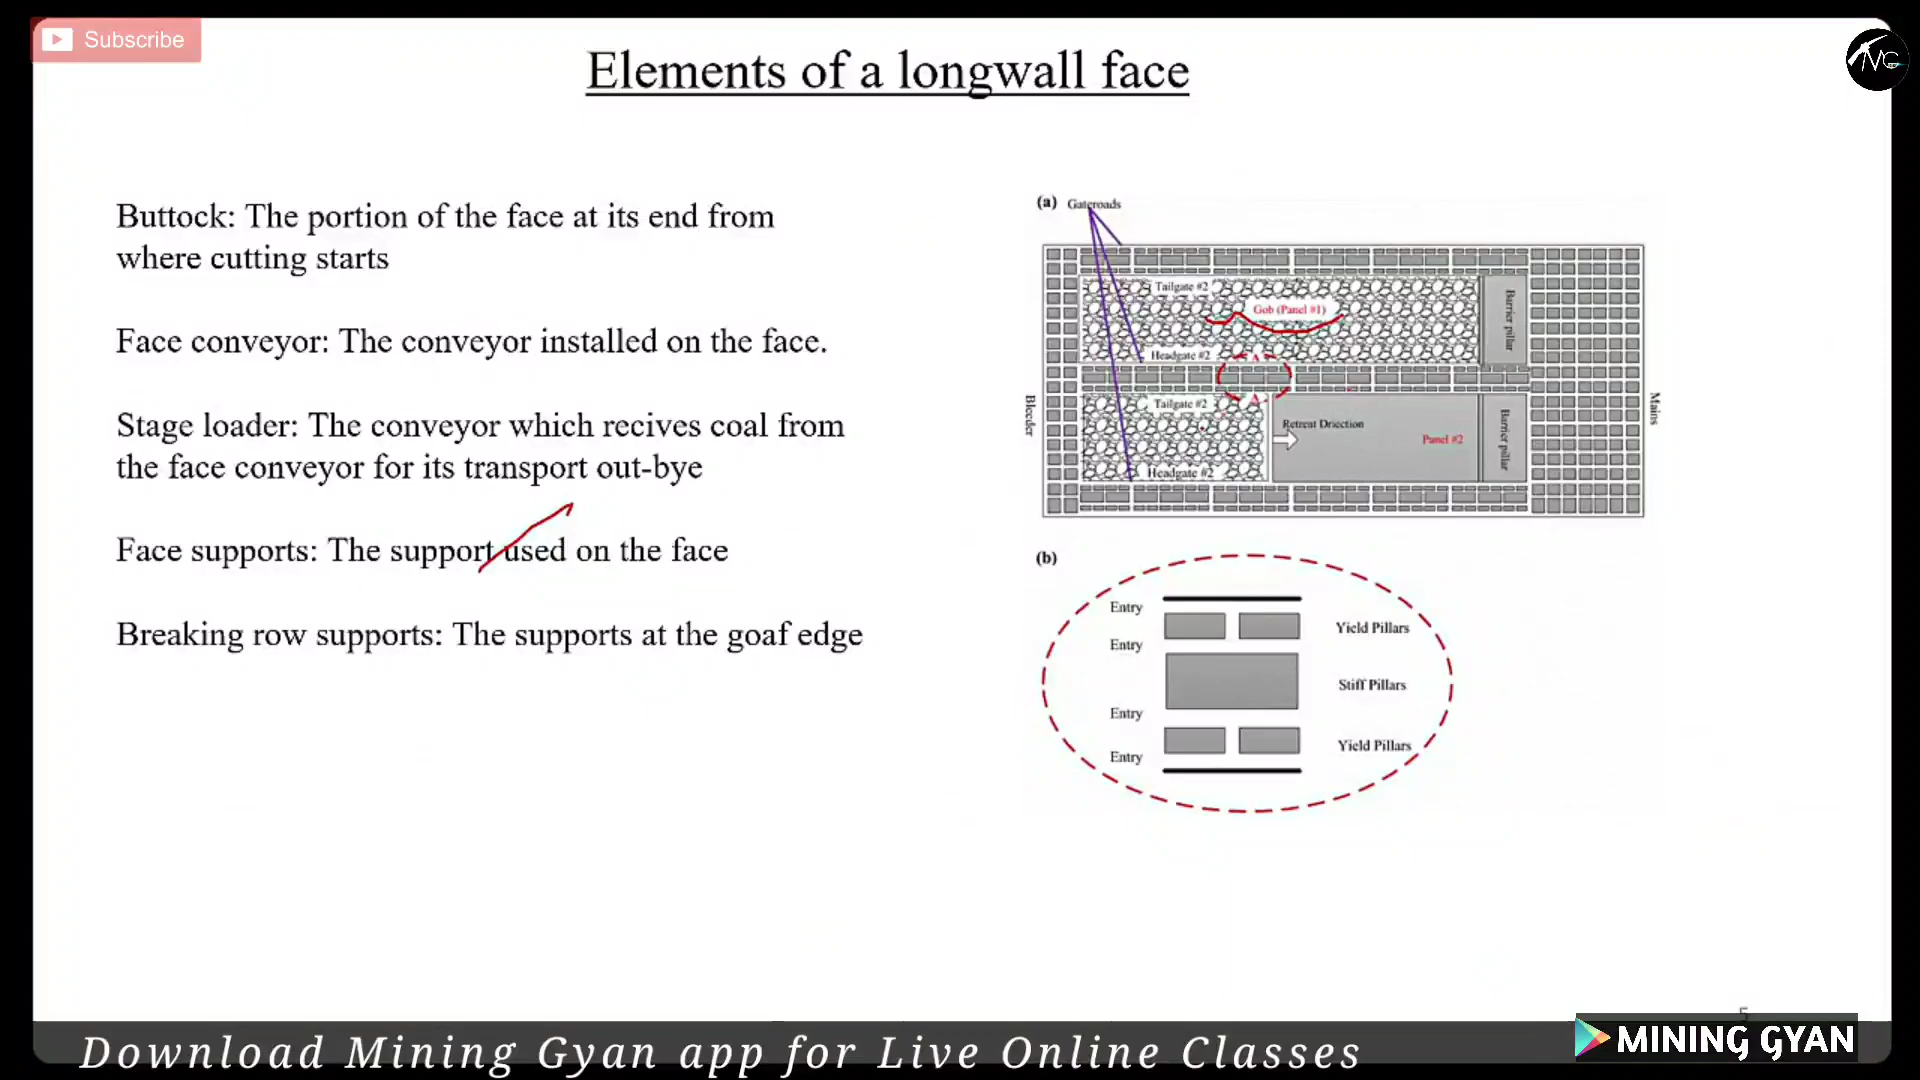 Subscribe
Elements of a longwall face
Buttock: The portion of the face at its end from
where cutting starts
Face conveyor: The conveyor installed on the face.
Stage loader: The conveyor which recives coal from
the face conveyor for its transport out-bye
Face supports: The support used on the face
Breaking row supports: The supports at the goaf edge
(a) Gateroads
Tailgate #2
Gob (Panel #1)
Barrier pillar
Headgate #2
A
A
Bleeder
Tailgate #2
Retreat Driection
Panel #2
Barrier pillar
Mains
Headgate #2
(b)
Entry
Yield Pillars
Entry
Stiff Pillars
Entry
Yield Pillars
Entry
5
Download Mining Gyan app for Live Online Classes
MINING GYAN
MG